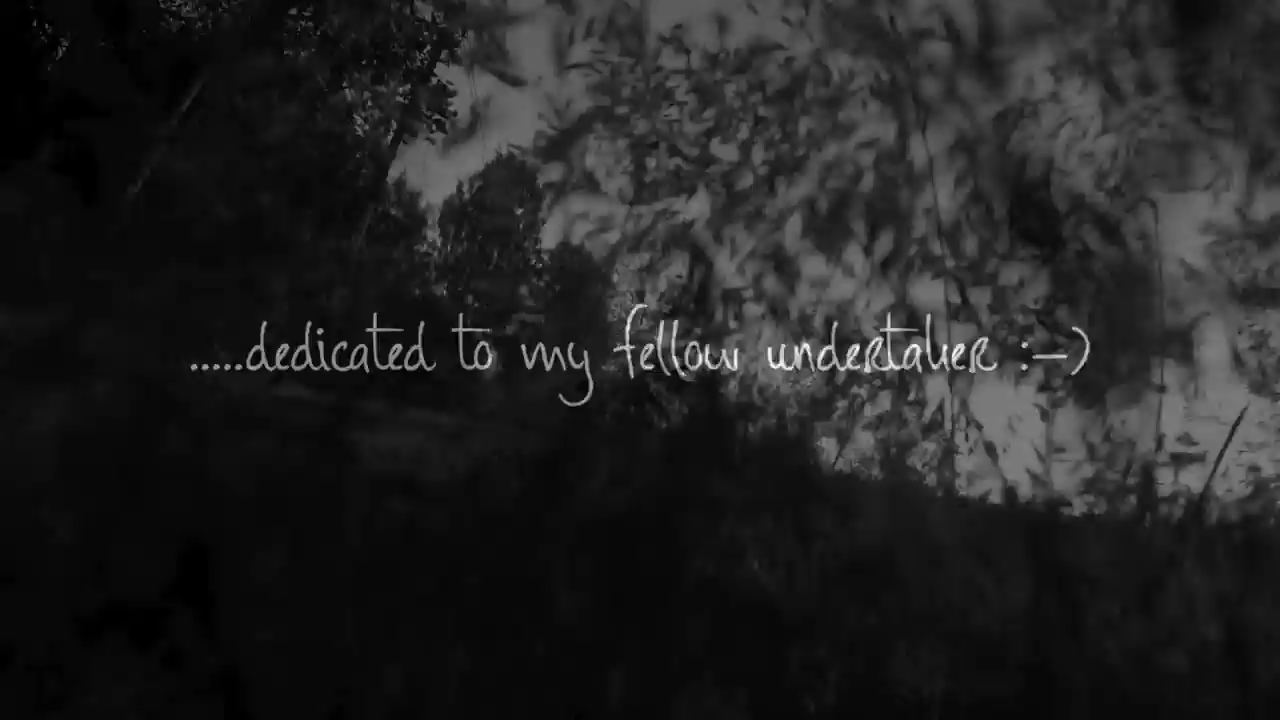 .....dedicated to my fellow undertaker :-)